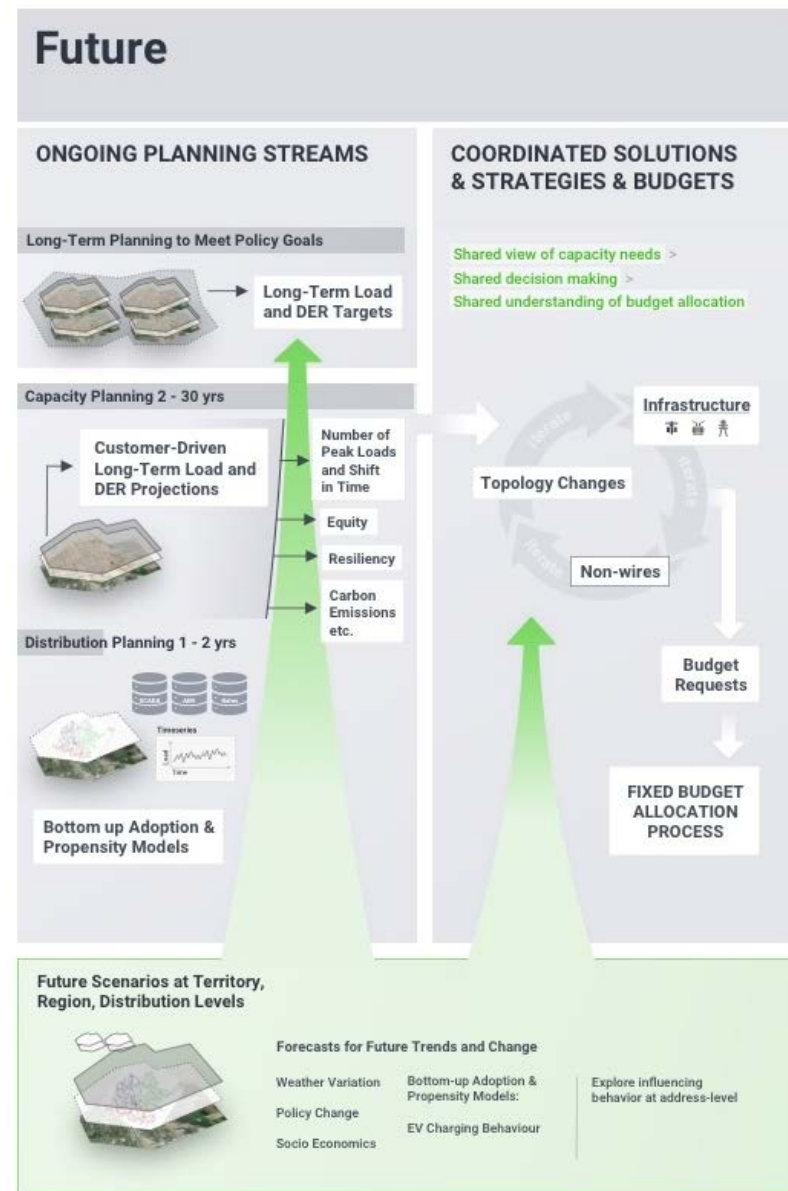 Future
ONGOING PLANNING STREAMS
Long-Term Planning to Meet Policy Goals
Long-Term Load
and DER Targets
Capacity Planning 2 - 30 yrs
Customer-Driven
Long-Term Load and
DER Projections
Number of
Peak Loads
and Shift
in Time
Equity
Resiliency
Carbon
Emissions
etc.
Distribution Planning 1 - 2 yrs
SCADA
AMI
Timeseries
Load
Time
Bottom up Adoption &
Propensity Models
COORDINATED SOLUTIONS
& STRATEGIES & BUDGETS
Shared view of capacity needs >
Shared decision making >
Shared understanding of budget allocation
iterate
iterate
iterate
Infrastructure
Topology Changes
Non-wires
Budget
Requests
FIXED BUDGET
ALLOCATION
PROCESS
Future Scenarios at Territory,
Region, Distribution Levels
Forecasts for Future Trends and Change
Weather Variation
Policy Change
Socio Economics
Bottom-up Adoption &
Propensity Models:
EV Charging Behaviour
Explore influencing
behavior at address-level